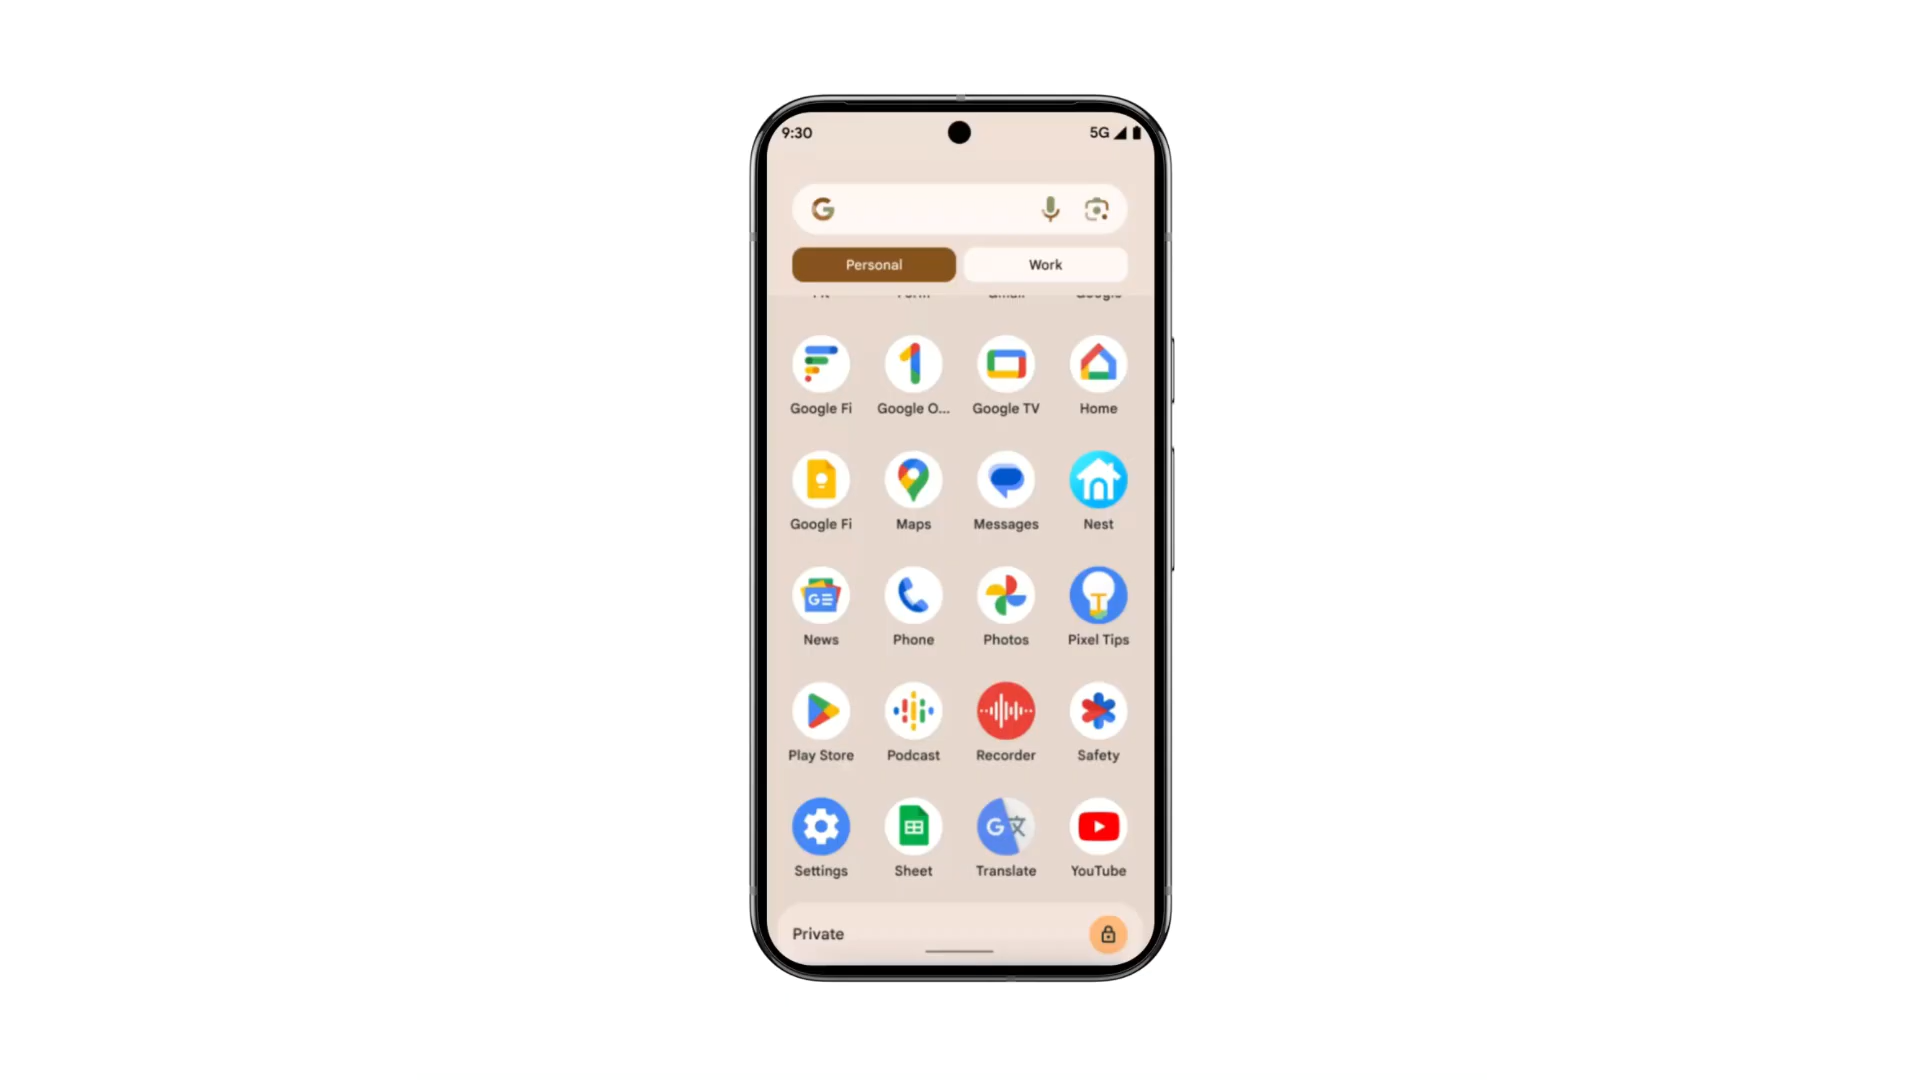 9:30 5G
Personal Work
Google Fi Google O... Google TV Home
Google Fi Maps Messages Nest
News Phone Photos Pixel Tips
Play Store Podcast Recorder Safety
Settings Sheet Translate YouTube
Private